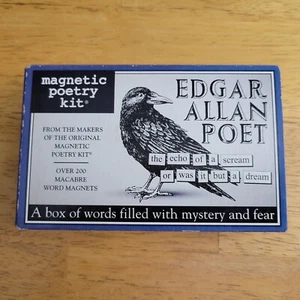 magnetic
poetry
kit®
FROM THE MAKERS
OF THE ORIGINAL
MAGNETIC
POETRY KIT®
OVER 200
MACABRE
WORD MAGNETS
EDGAR
ALLAN
POET
the echo of a scream
or was it but a dream
A box of words filled with mystery and fear